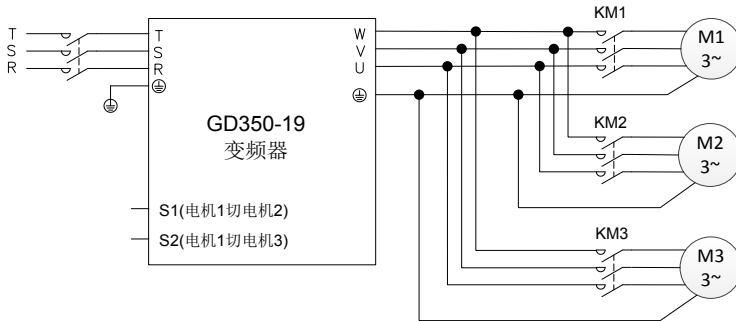 KM1
T T W M1
S S V 3~
R R U
GD350-19
变频器
KM2
M2
3~
S1(电机1切电机2)
S2(电机1切电机3)
KM3
M3
3~